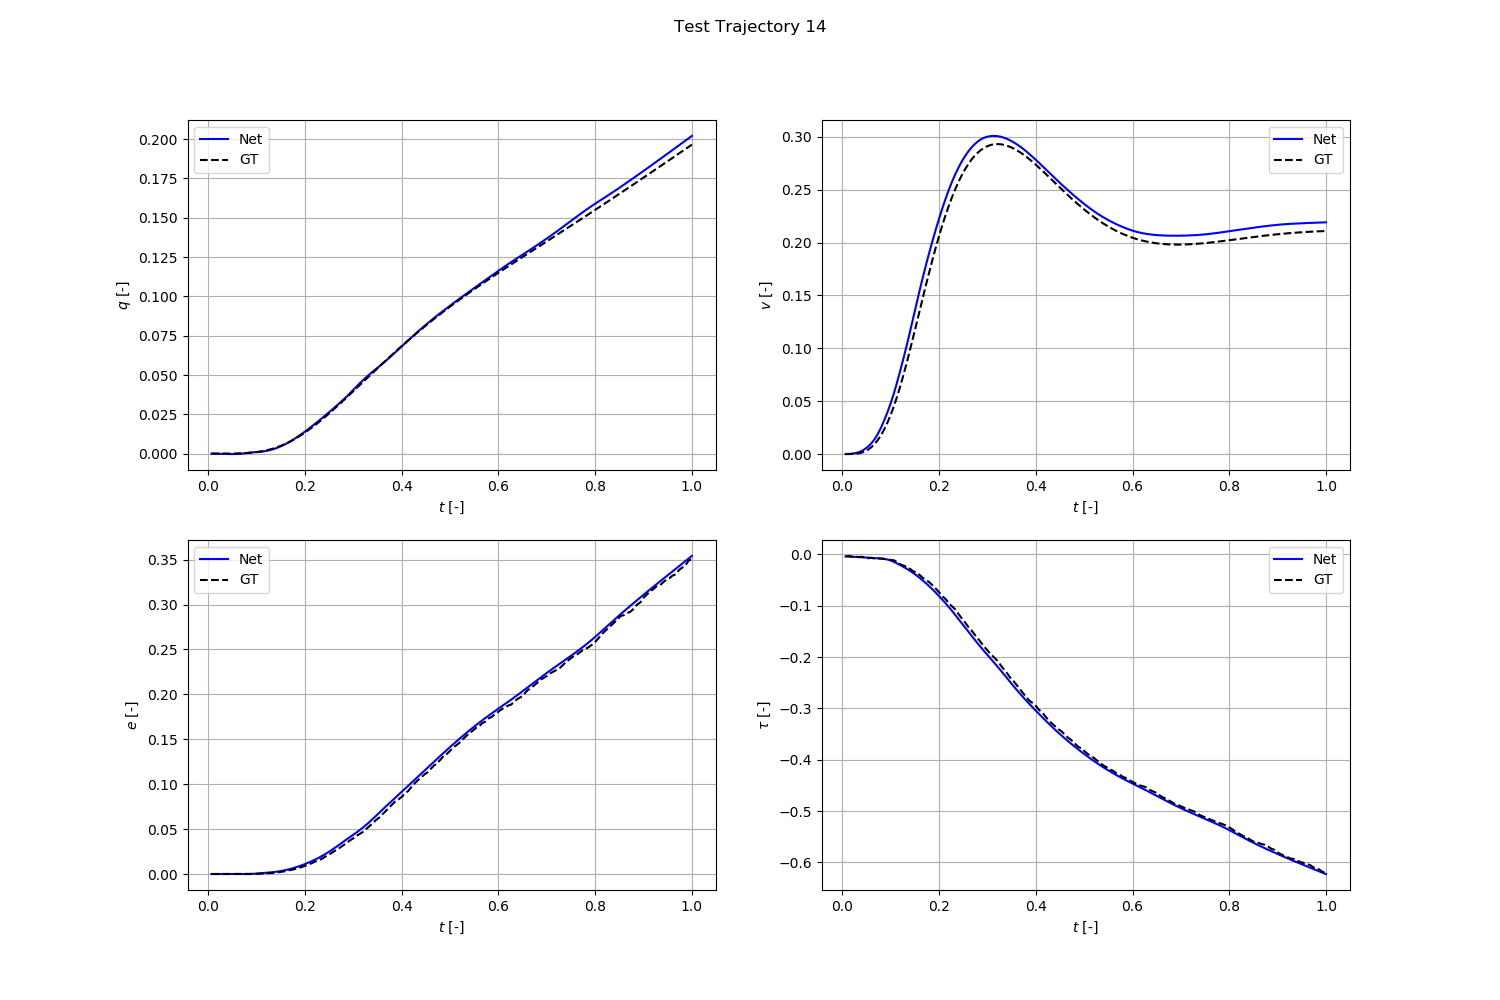 Test Trajectory 14
0.200
0.175
0.150
0.125
0.100
0.075
0.050
0.025
0.000
q [-]
Net
GT
0.0 0.2 0.4 0.6 0.8 1.0
t [-]
0.30
0.25
0.20
0.15
0.10
0.05
0.00
v [-]
Net
GT
0.0 0.2 0.4 0.6 0.8 1.0
t [-]
0.35
0.30
0.25
0.20
0.15
0.10
0.05
0.00
e [-]
Net
GT
0.0 0.2 0.4 0.6 0.8 1.0
t [-]
0.0
−0.1
−0.2
−0.3
−0.4
−0.5
−0.6
τ [-]
Net
GT
0.0 0.2 0.4 0.6 0.8 1.0
t [-]